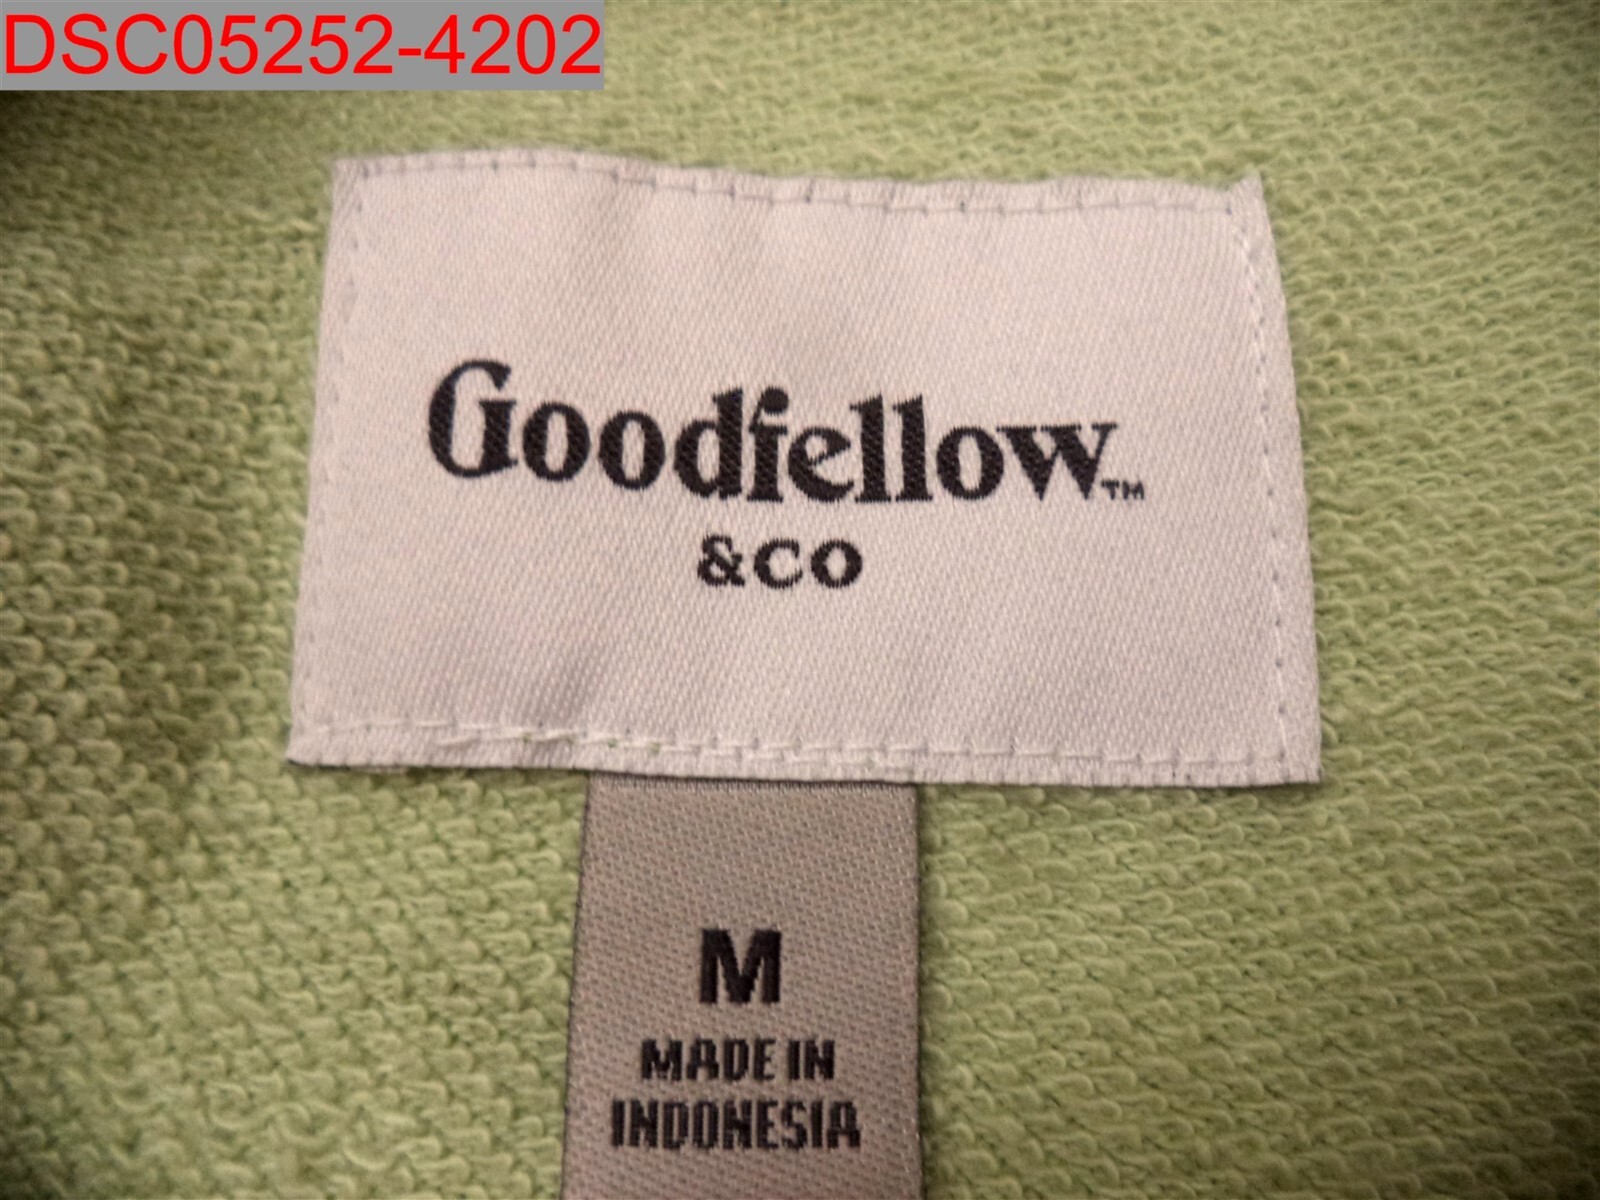 DSC05252-4202
Goodfellow™
&CO
M
MADE IN
INDONESIA